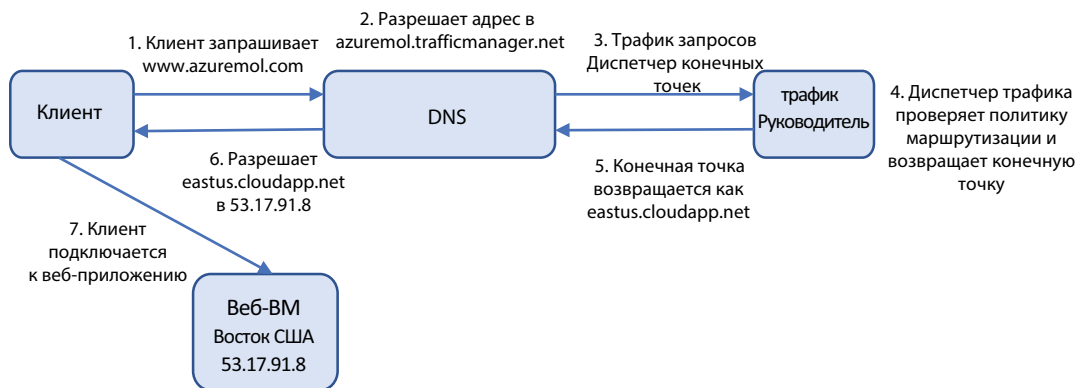 1. Клиент запрашивает
www.azuremol.com
2. Разрешает адрес в
azuremol.trafficmanager.net
3. Трафик запросов
Диспетчер конечных
точек
Клиент
DNS
трафик
Руководитель
4. Диспетчер трафика
проверяет политику
маршрутизации и
возвращает конечную
точку
6. Разрешает
eastus.cloudapp.net
в 53.17.91.8
5. Конечная точка
возвращается как
eastus.cloudapp.net
7. Клиент
подключается
к веб-приложению
Веб-ВМ
Восток США
53.17.91.8